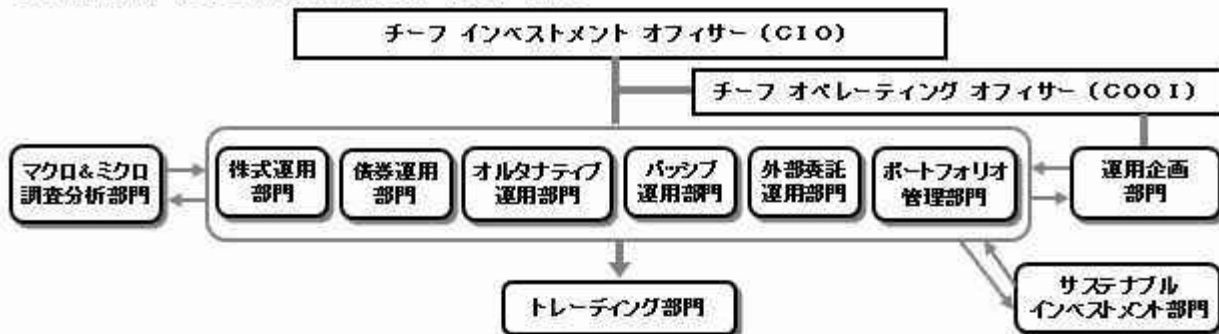 チーフ インベストメント オフィサー（ＣＩＯ）
チーフ オペレーティング オフィサー（ＣＯＯＩ）
マクロ＆ミクロ
調査分析部門
株式運用
部門
債券運用
部門
オルタナティブ
運用部門
パッシブ
運用部門
外部委託
運用部門
ポートフォリオ
管理部門
運用企画
部門
トレーディング部門
サステナブル
インベストメント部門